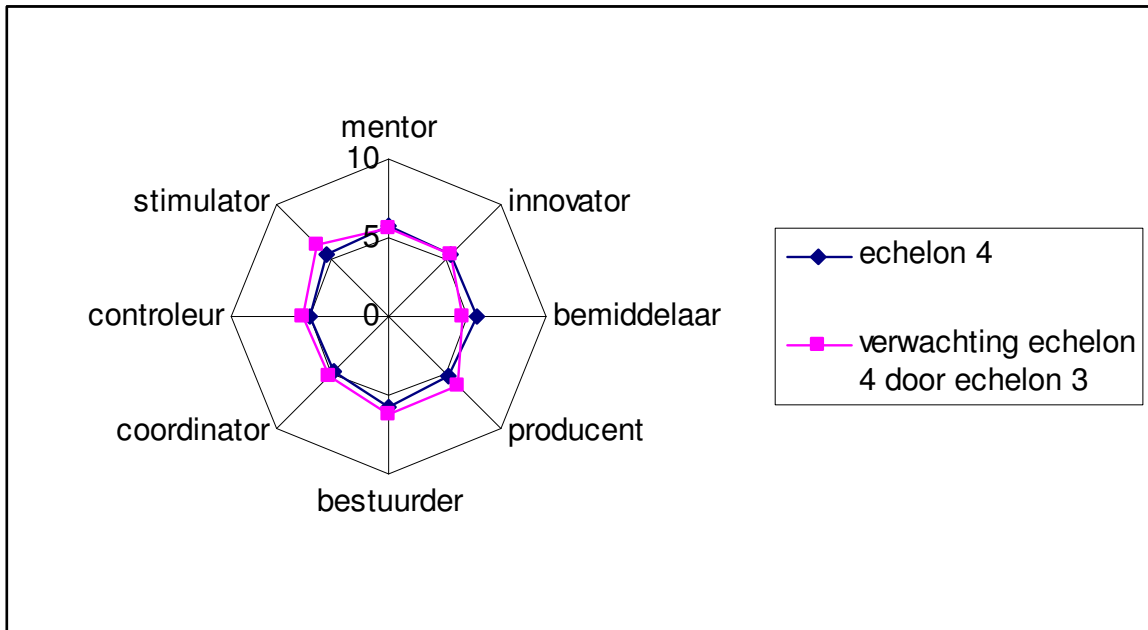 mentor
10
stimulator
innovator
5
controleur
0
bemiddelaar
coordinator
producent
bestuurder
echelon 4
verwachting echelon
4 door echelon 3